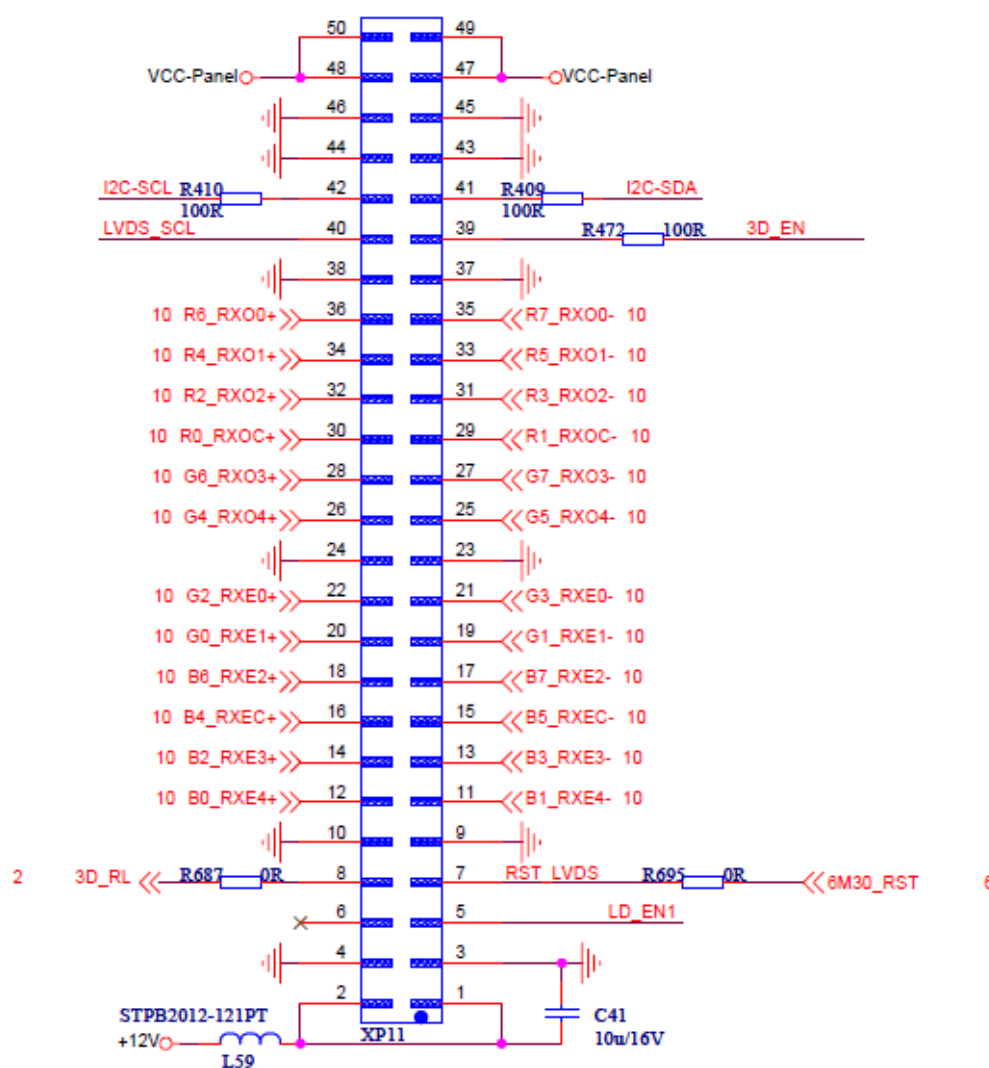 50 49
VCC-Panel 48 47 VCC-Panel
46 45
44 43
I2C-SCL R410 42 41 R409 I2C-SDA
100R 100R
LVDS_SCL 40 39 R472 100R 3D_EN
38 37
10 R6_RXO0+ 36 35 R7_RXO0- 10
10 R4_RXO1+ 34 33 R5_RXO1- 10
10 R2_RXO2+ 32 31 R3_RXO2- 10
10 R0_RXOC+ 30 29 R1_RXOC- 10
10 G6_RXO3+ 28 27 G7_RXO3- 10
10 G4_RXO4+ 26 25 G5_RXO4- 10
24 23
10 G2_RXE0+ 22 21 G3_RXE0- 10
10 G0_RXE1+ 20 19 G1_RXE1- 10
10 B6_RXE2+ 18 17 B7_RXE2- 10
10 B4_RXEC+ 16 15 B5_RXEC- 10
10 B2_RXE3+ 14 13 B3_RXE3- 10
10 B0_RXE4+ 12 11 B1_RXE4- 10
10 9
2 3D_RL R687 0R 8 7 RST_LVDS R695 0R 6M30_RST
6 5 LD_EN1
4 3
2 1
STPB2012-121PT C41
+12V XP11 10u/16V
L59